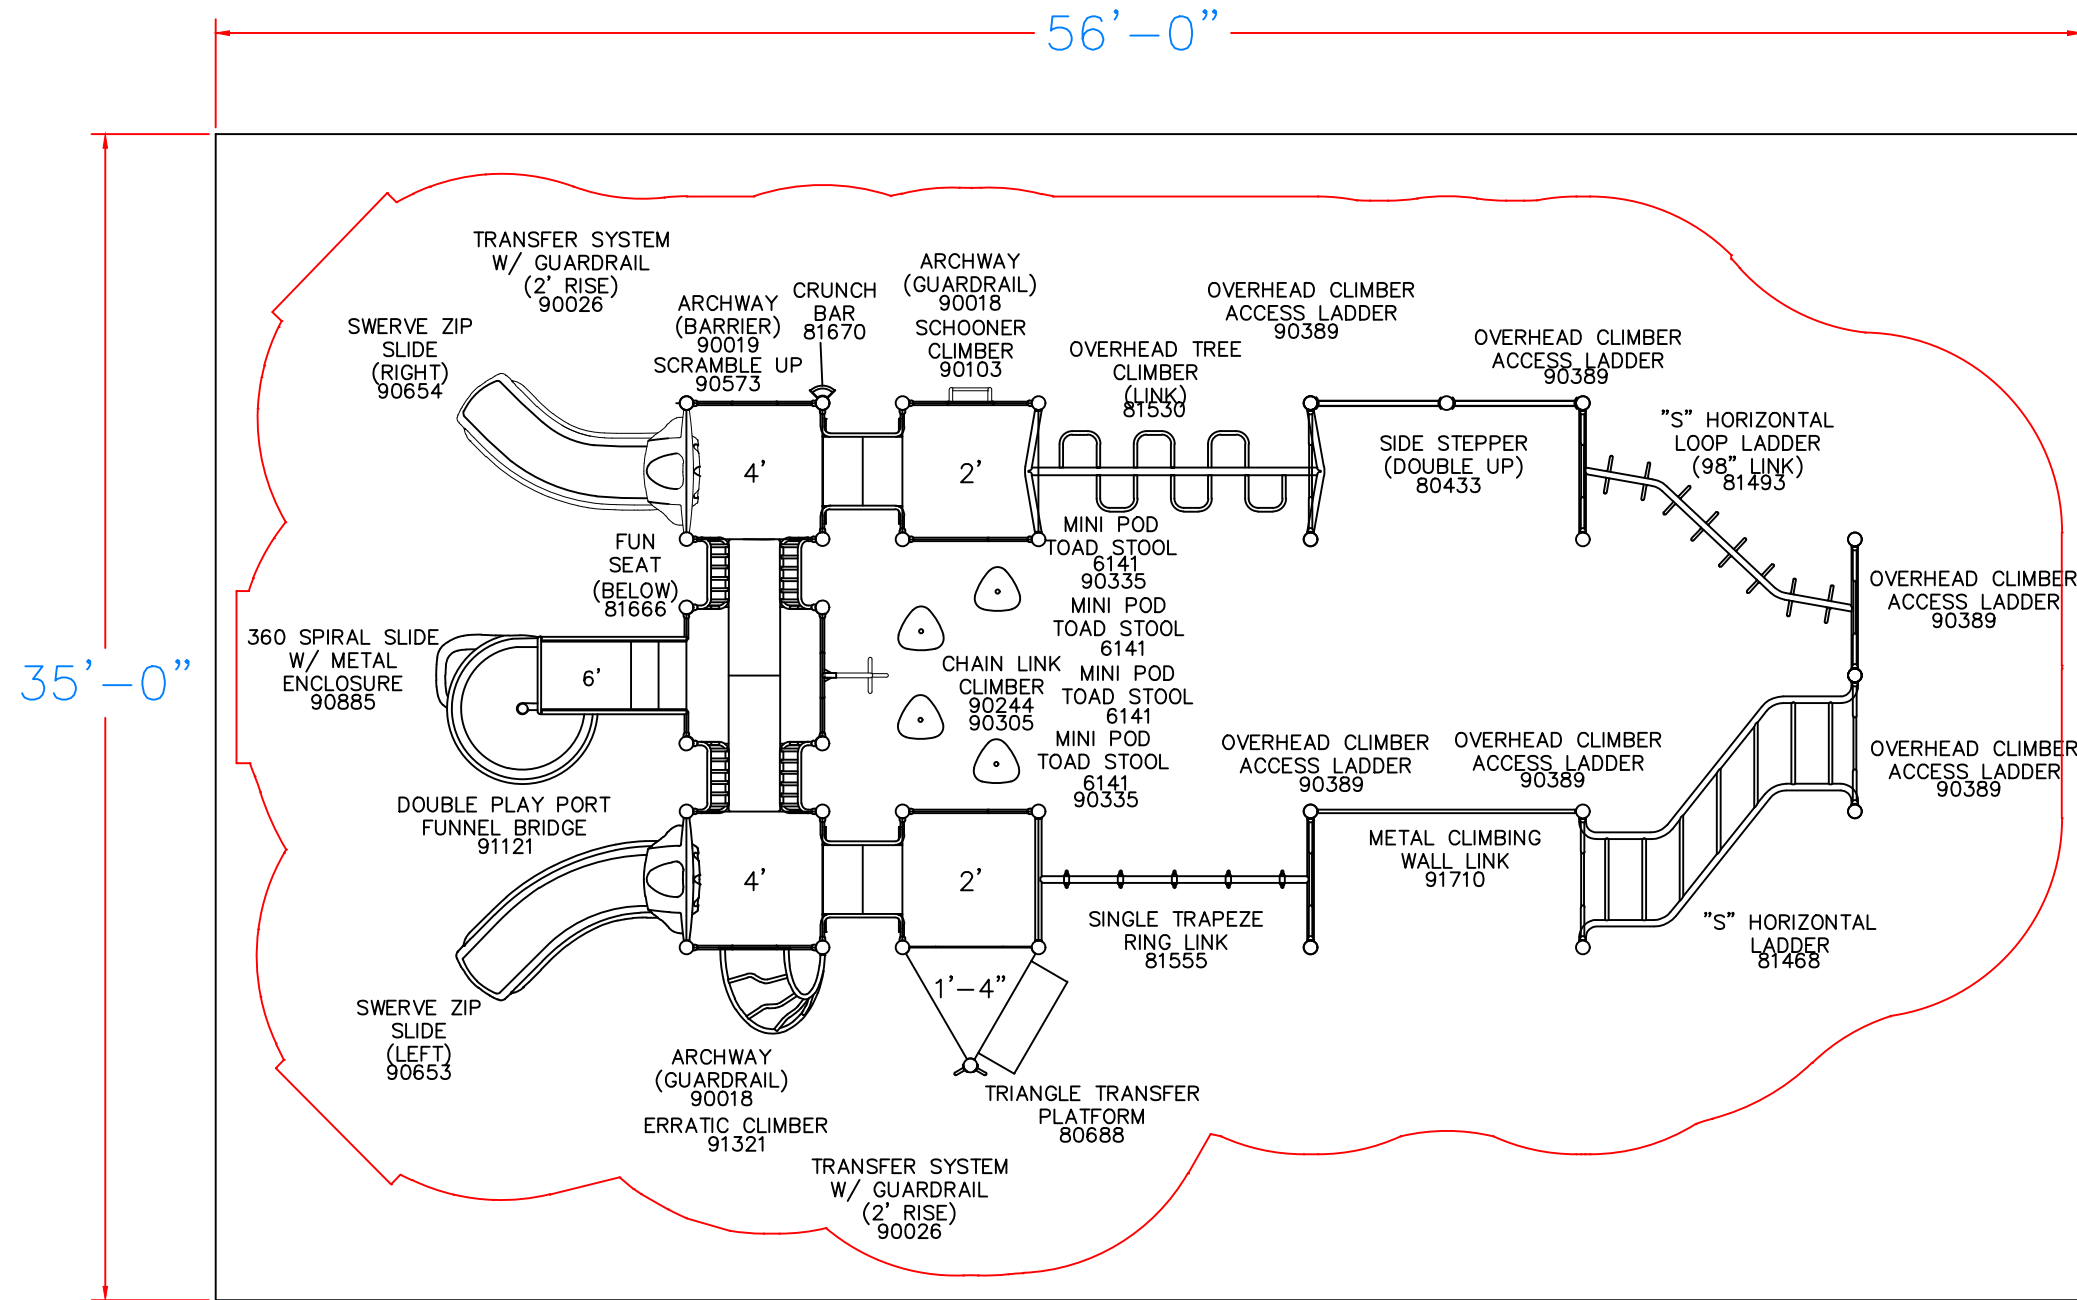 56'-0"
35'-0"
TRANSFER SYSTEM
W/ GUARDRAIL
(2' RISE)
90026
ARCHWAY
(BARRIER)
90019
SCRAMBLE UP
90573
CRUNCH
BAR
81670
ARCHWAY
(GUARDRAIL)
90018
SCHOONER
CLIMBER
90103
OVERHEAD TREE
CLIMBER
(LINK)
81530
OVERHEAD CLIMBER
ACCESS LADDER
90389
OVERHEAD CLIMBER
ACCESS LADDER
90389
SWERVE ZIP
SLIDE
(RIGHT)
90654
4'
2'
SIDE STEPPER
(DOUBLE UP)
80433
"S" HORIZONTAL
LOOP LADDER
(98" LINK)
81493
FUN
SEAT
(BELOW)
81666
MINI POD
TOAD STOOL
6141
90335
MINI POD
TOAD STOOL
6141
MINI POD
TOAD STOOL
6141
MINI POD
TOAD STOOL
6141
90335
OVERHEAD CLIMBER
ACCESS LADDER
90389
360 SPIRAL SLIDE
W/ METAL
ENCLOSURE
90885
6'
CHAIN LINK
CLIMBER
90244
90305
OVERHEAD CLIMBER
ACCESS LADDER
90389
OVERHEAD CLIMBER
ACCESS LADDER
90389
OVERHEAD CLIMBER
ACCESS LADDER
90389
DOUBLE PLAY PORT
FUNNEL BRIDGE
91121
4'
2'
METAL CLIMBING
WALL LINK
91710
SINGLE TRAPEZE
RING LINK
81555
"S" HORIZONTAL
LADDER
81468
1'-4"
SWERVE ZIP
SLIDE
(LEFT)
90653
ARCHWAY
(GUARDRAIL)
90018
ERRATIC CLIMBER
91321
TRIANGLE TRANSFER
PLATFORM
80688
TRANSFER SYSTEM
W/ GUARDRAIL
(2' RISE)
90026